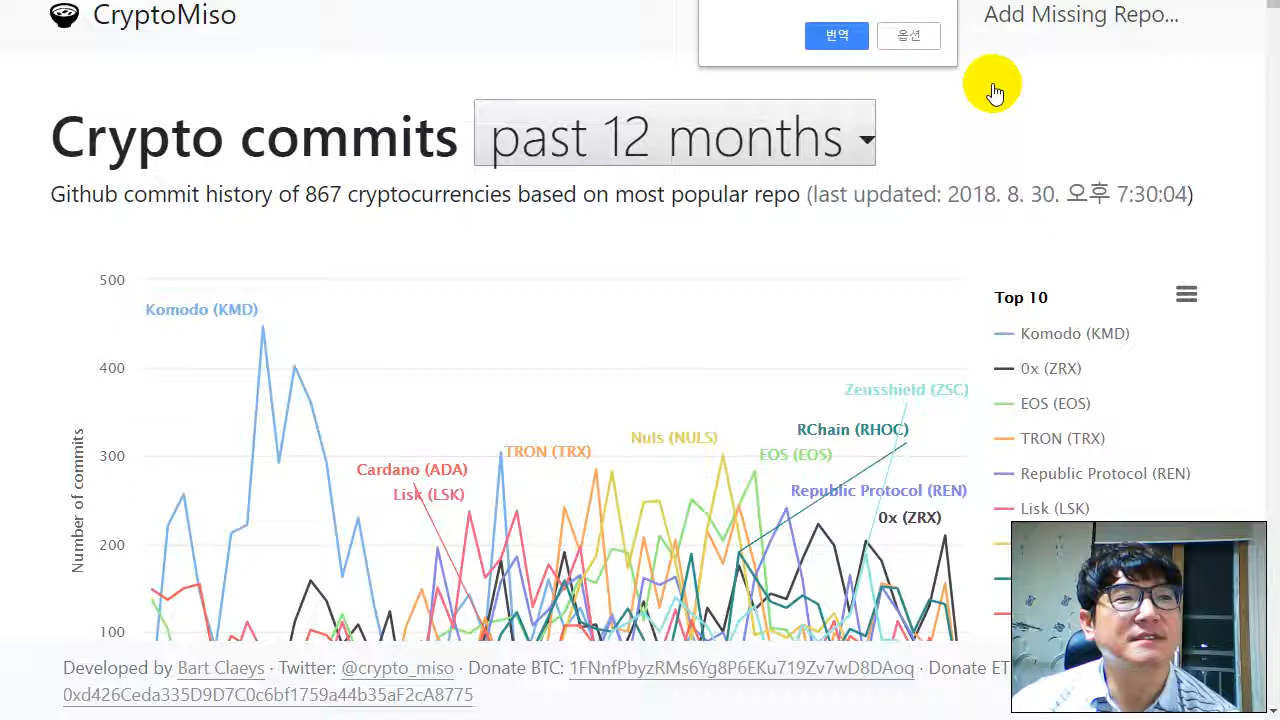 CryptoMiso
번역
옵션
Add Missing Repo...
Crypto commits past 12 months
Github commit history of 867 cryptocurrencies based on most popular repo (last updated: 2018. 8. 30. 오후 7:30:04)
500
400
300
200
100
Number of commits
Komodo (KMD)
Zeusshield (ZSC)
RChain (RHOC)
Nuls (NULS)
TRON (TRX)
EOS (EOS)
Cardano (ADA)
Lisk (LSK)
Republic Protocol (REN)
0x (ZRX)
Top 10
Komodo (KMD)
0x (ZRX)
EOS (EOS)
TRON (TRX)
Republic Protocol (REN)
Lisk (LSK)
Developed by Bart Claeys · Twitter: @crypto_miso · Donate BTC: 1FNnfPbyzRMs6Yg8P6EKu719Zv7wD8DAoq · Donate ET
0xd426Ceda335D9D7C0c6bf1759a44b35aF2cA8775